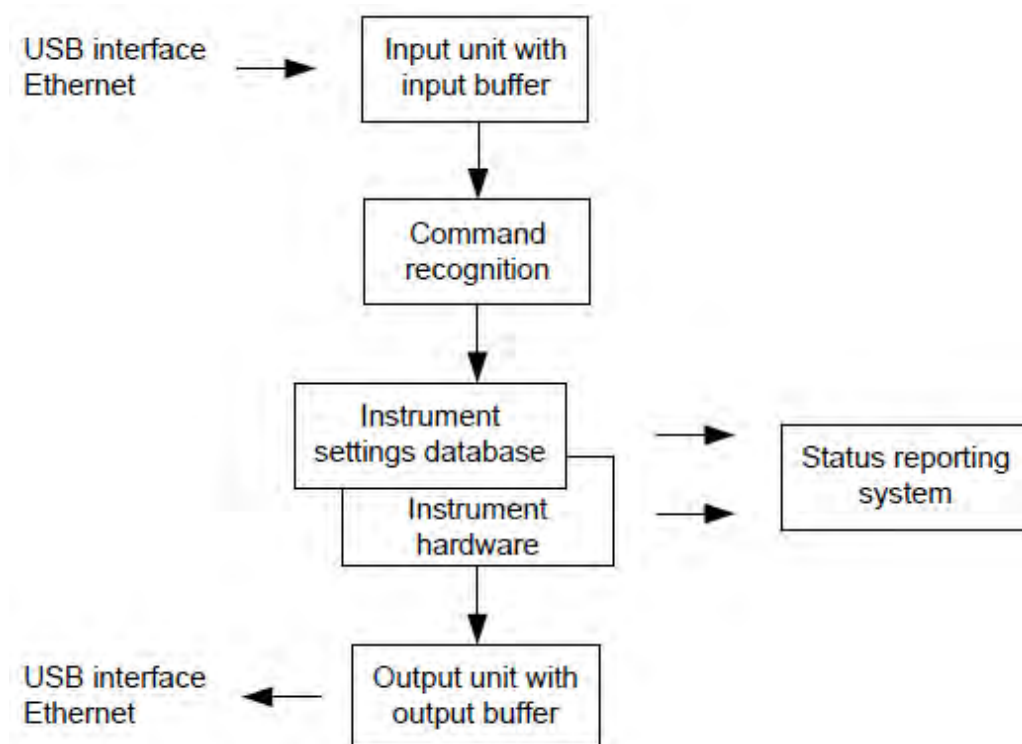 USB interface
Ethernet
Input unit with
input buffer
Command
recognition
Instrument
settings database
Instrument
hardware
Status reporting
system
USB interface
Ethernet
Output unit with
output buffer